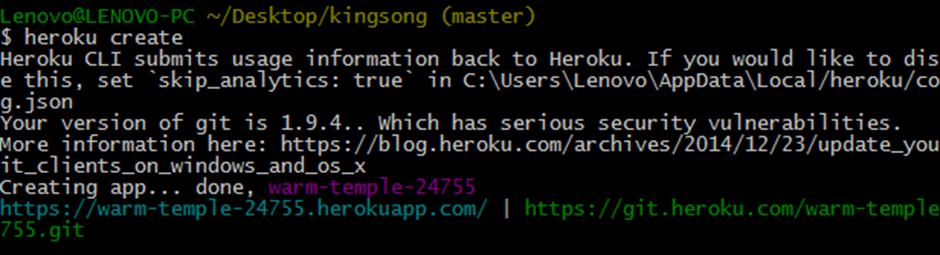 Lenovo@LENOVO-PC ~/Desktop/kingsong (master)
$ heroku create
Heroku CLI submits usage information back to Heroku. If you would like to dis
e this, set `skip_analytics: true` in C:\Users\Lenovo\AppData\Local/heroku/co
g.json
Your version of git is 1.9.4.. Which has serious security vulnerabilities.
More information here: https://blog.heroku.com/archives/2014/12/23/update_you
it_clients_on_windows_and_os_x
Creating app... done, warm-temple-24755
https://warm-temple-24755.herokuapp.com/ | https://git.heroku.com/warm-temple
755.git